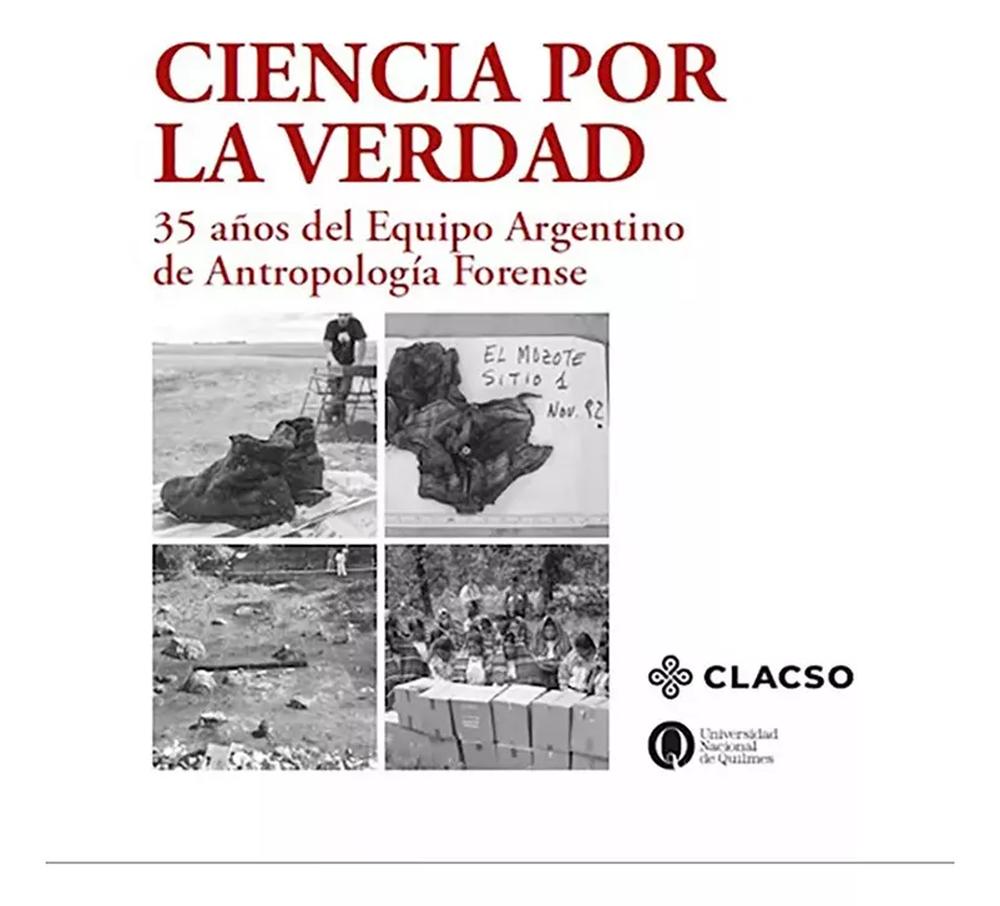 CIENCIA POR
LA VERDAD
35 años del Equipo Argentino
de Antropología Forense
EL MOZOTE
SITIO 1
Nov. 92
CLACSO
Universidad
Nacional
de Quilmes